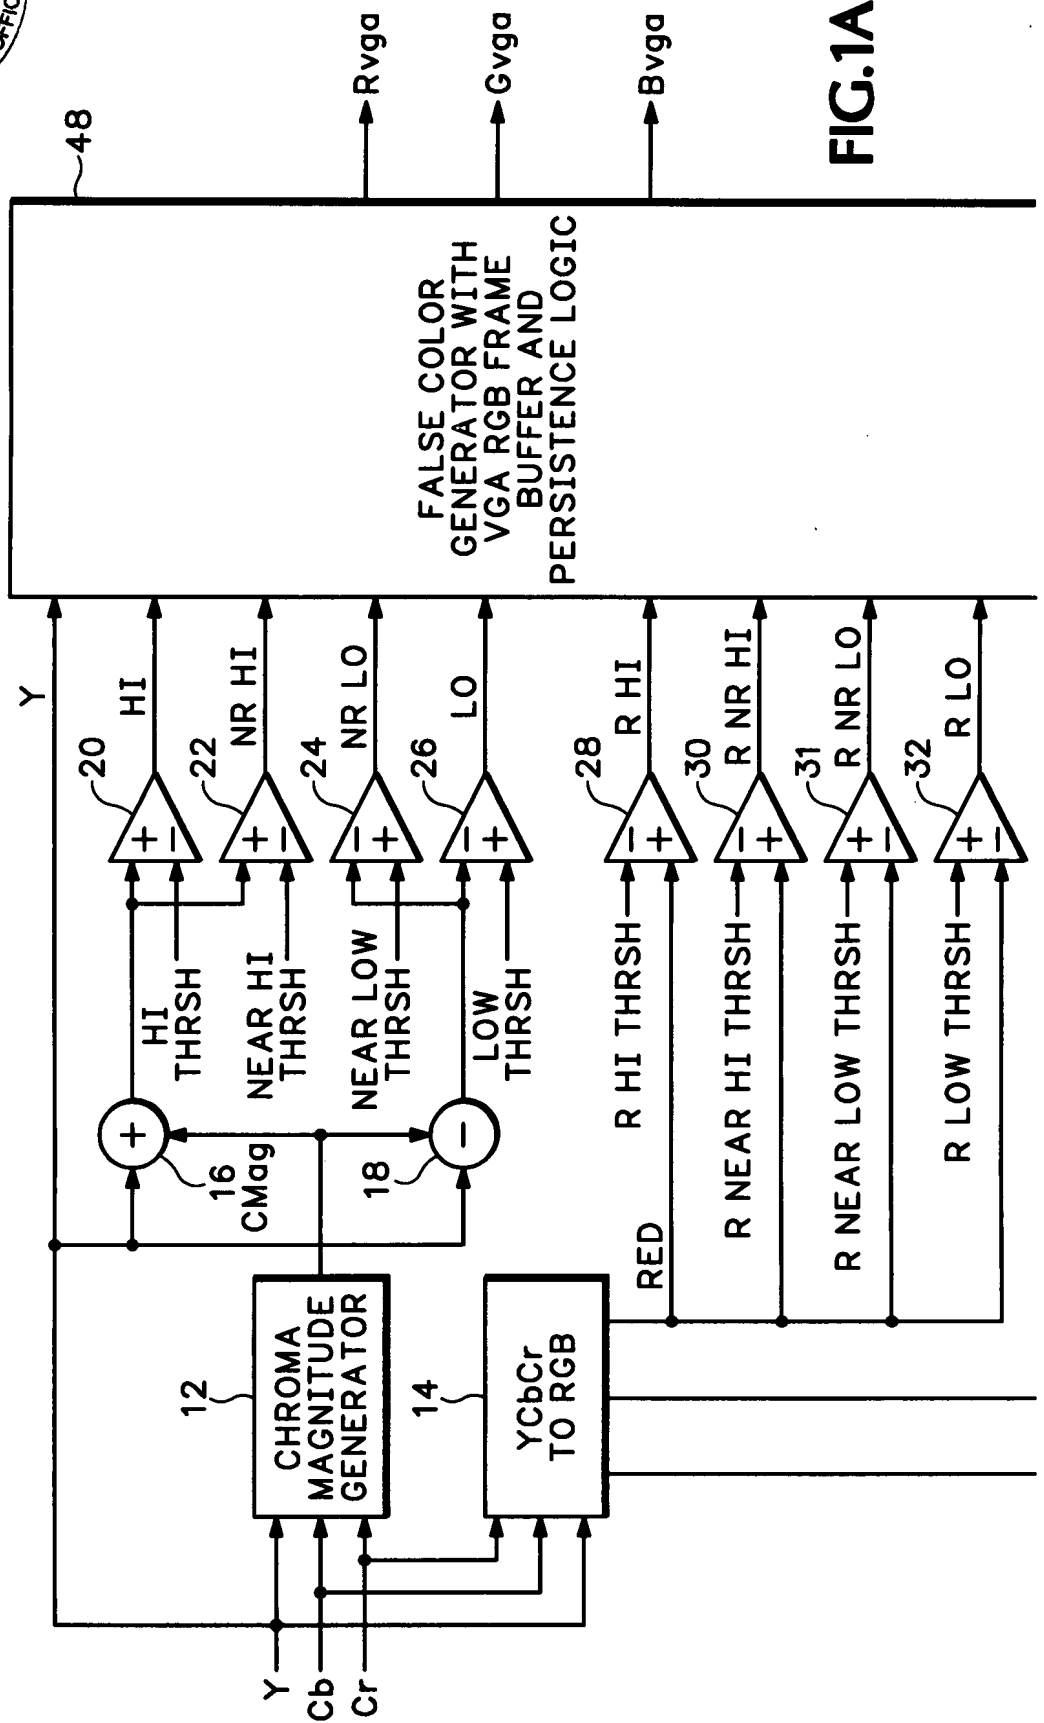 Y
Cb
Cr
12
CHROMA
MAGNITUDE
GENERATOR
14
YCbCr
TO RGB
Y
16
CMag
+
18
−
HI
THRSH
NEAR HI
THRSH
NEAR LOW
THRSH
LOW
THRSH
20
+
−
HI
22
+
−
NR HI
24
−
+
NR LO
26
−
+
LO
RED
R HI THRSH
R NEAR HI THRSH
R NEAR LOW THRSH
R LOW THRSH
28
−
+
R HI
30
−
+
R NR HI
31
+
−
R NR LO
32
+
−
R LO
FALSE COLOR
GENERATOR WITH
VGA RGB FRAME
BUFFER AND
PERSISTENCE LOGIC
48
Rvga
Gvga
Bvga
FIG.1A